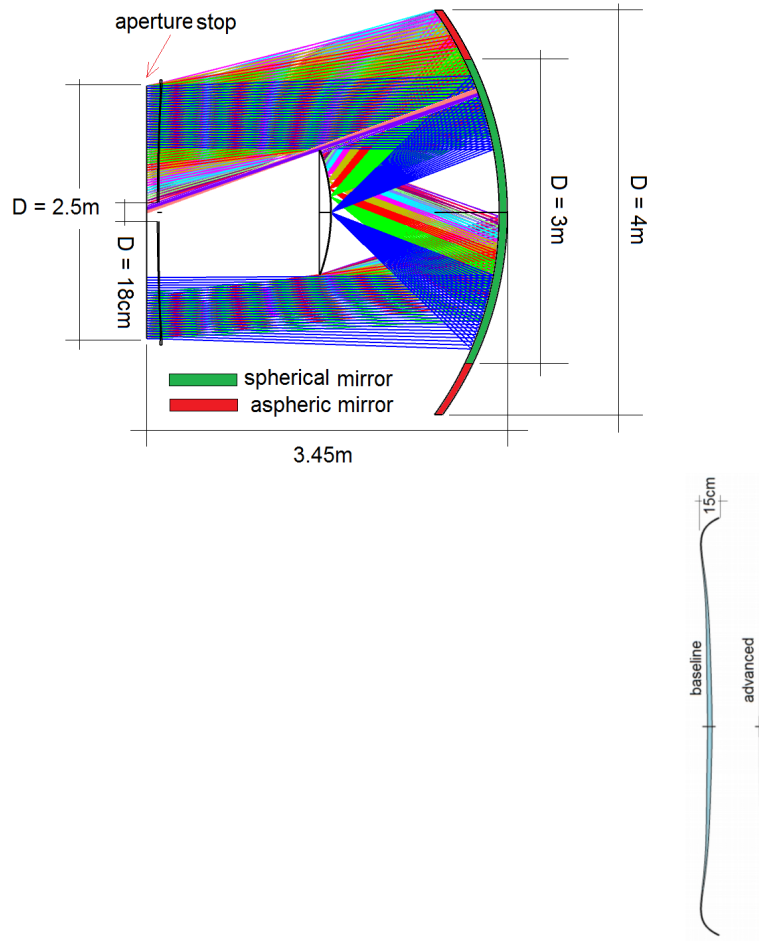 aperture stop
D = 2.5m
D = 18cm
D = 3m
D = 4m
spherical mirror
aspheric mirror
3.45m
15cm
baseline
advanced